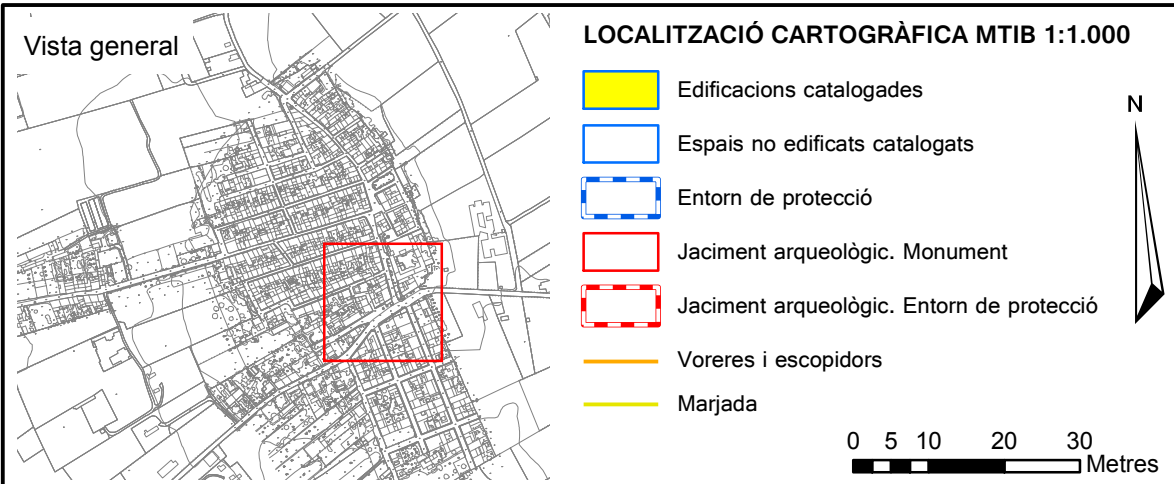 Vista general
LOCALITZACIÓ CARTOGRÀFICA MTIB 1:1.000
Edificacions catalogades
Espais no edificats catalogats
Entorn de protecció
Jaciment arqueològic. Monument
Jaciment arqueològic. Entorn de protecció
Voreres i escopidors
Marjada
N
0 5 10 20 30
Metres